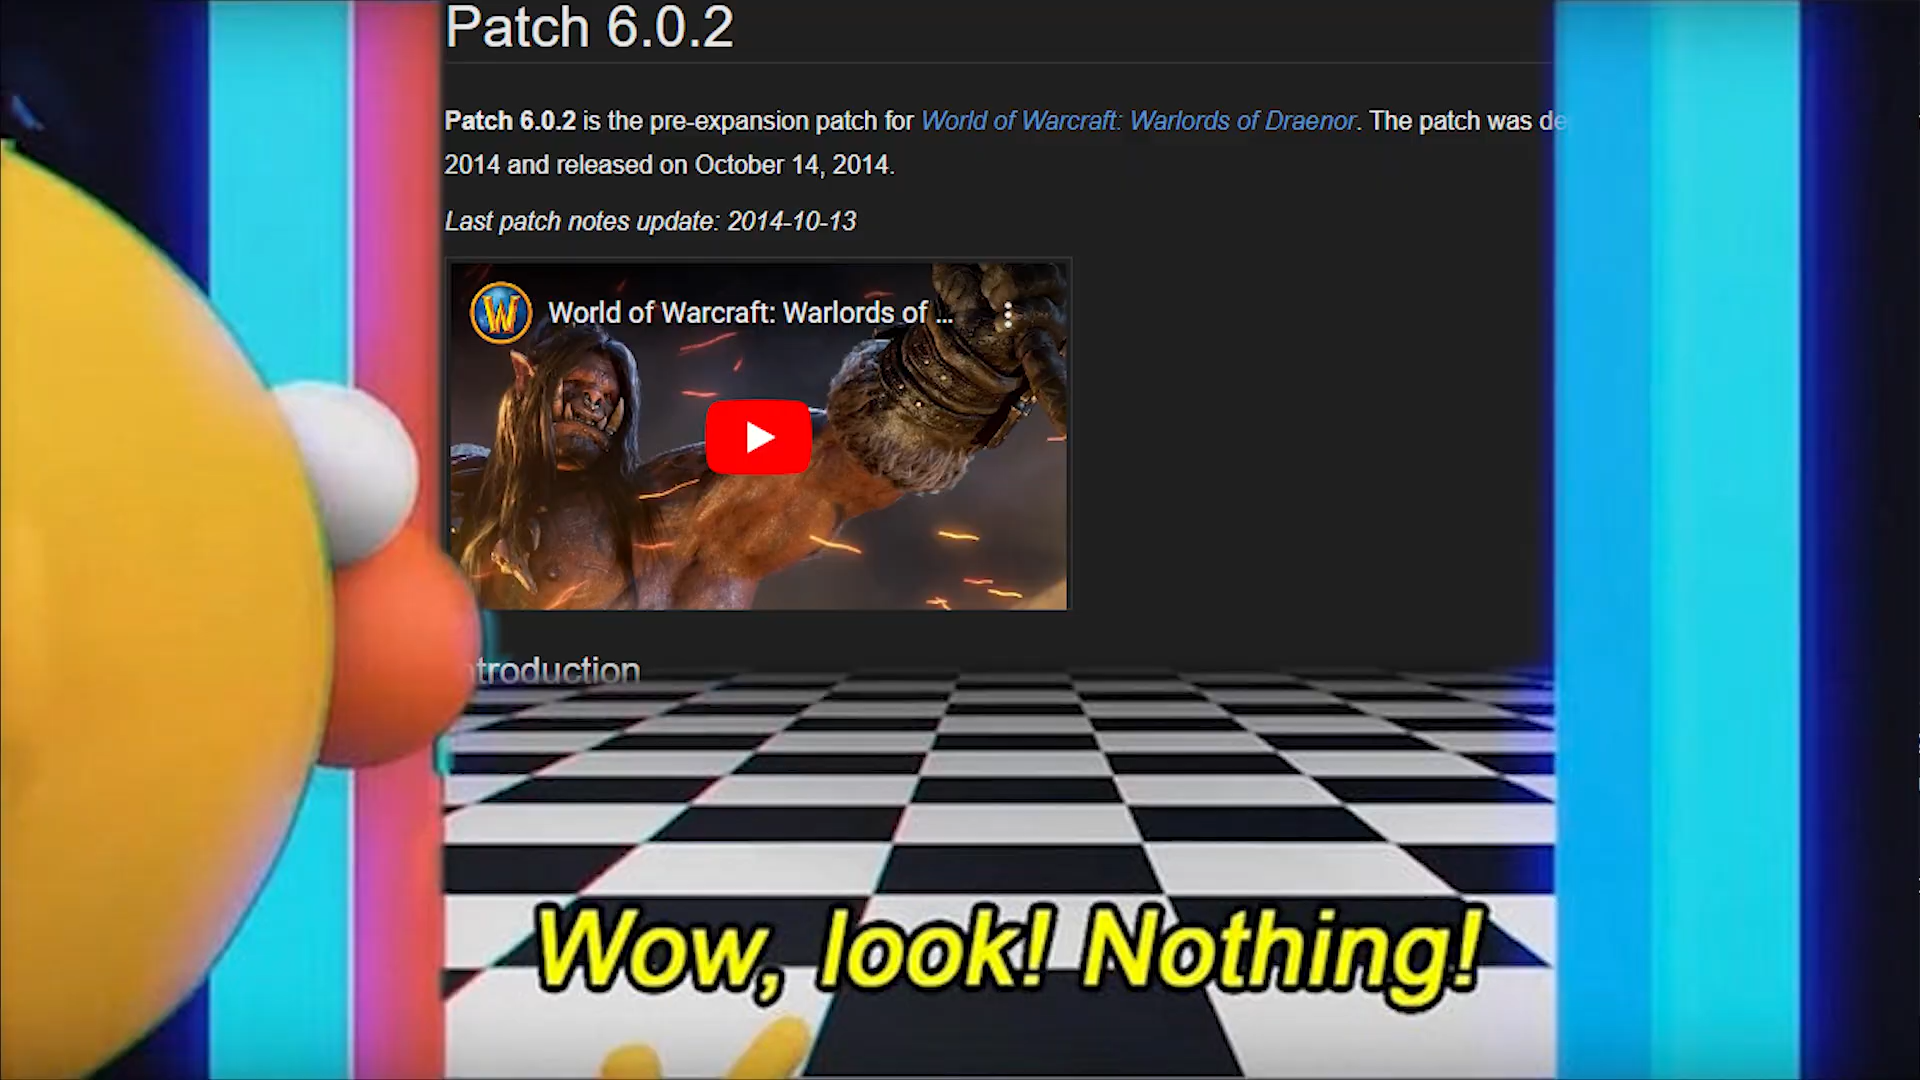 Patch 6.0.2
Patch 6.0.2 is the pre-expansion patch for World of Warcraft: Warlords of Draenor. The patch was de
2014 and released on October 14, 2014.
Last patch notes update: 2014-10-13
W World of Warcraft: Warlords of ...
ntroduction
Wow, look! Nothing!